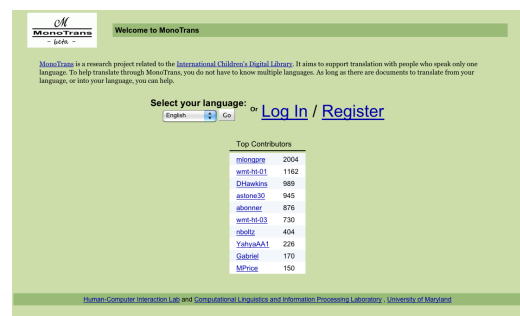 M
MonoTrans
- beta -
Welcome to MonoTrans
MonoTrans is a research project related to the International Children's Digital Library. It aims to support translation with people who speak only one
language. To help translate through MonoTrans, you do not have to know multiple languages. As long as there are documents to translate from your
language, or into your language, you can help.
Select your language: or Log In / Register
English Go
Top Contributors
mlongpre 2004
wmt-ht-01 1162
DHawkins 989
astone30 945
abonner 876
wmt-ht-03 730
nboltz 404
YahyaAA1 226
Gabriel 170
MPrice 150
Human-Computer Interaction Lab and Computational Linguistics and Information Processing Laboratory , University of Maryland